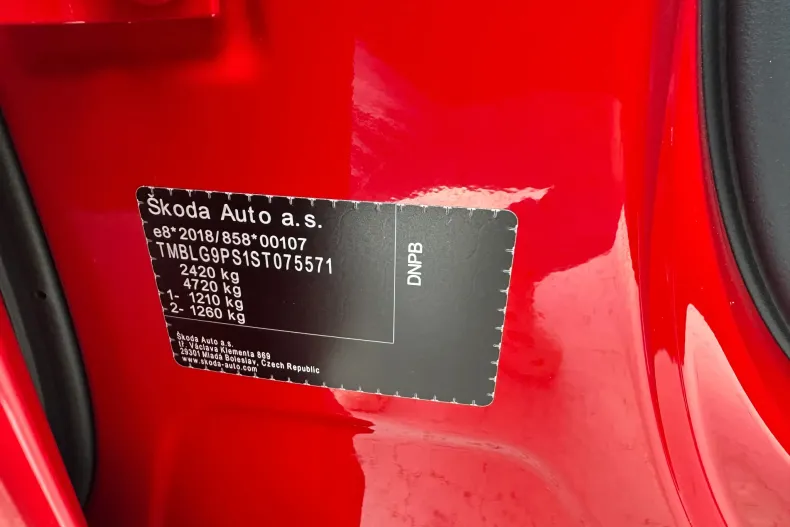 Škoda Auto a.s.
e8*2018/858*00107
TMBLG9PS1ST075571
2420 kg
4720 kg
1- 1210 kg
2- 1260 kg
DNPB
Škoda Auto a.s.
tř. Václava Klementa 869
29301 Mladá Boleslav, Czech Republic
www.skoda-auto.com